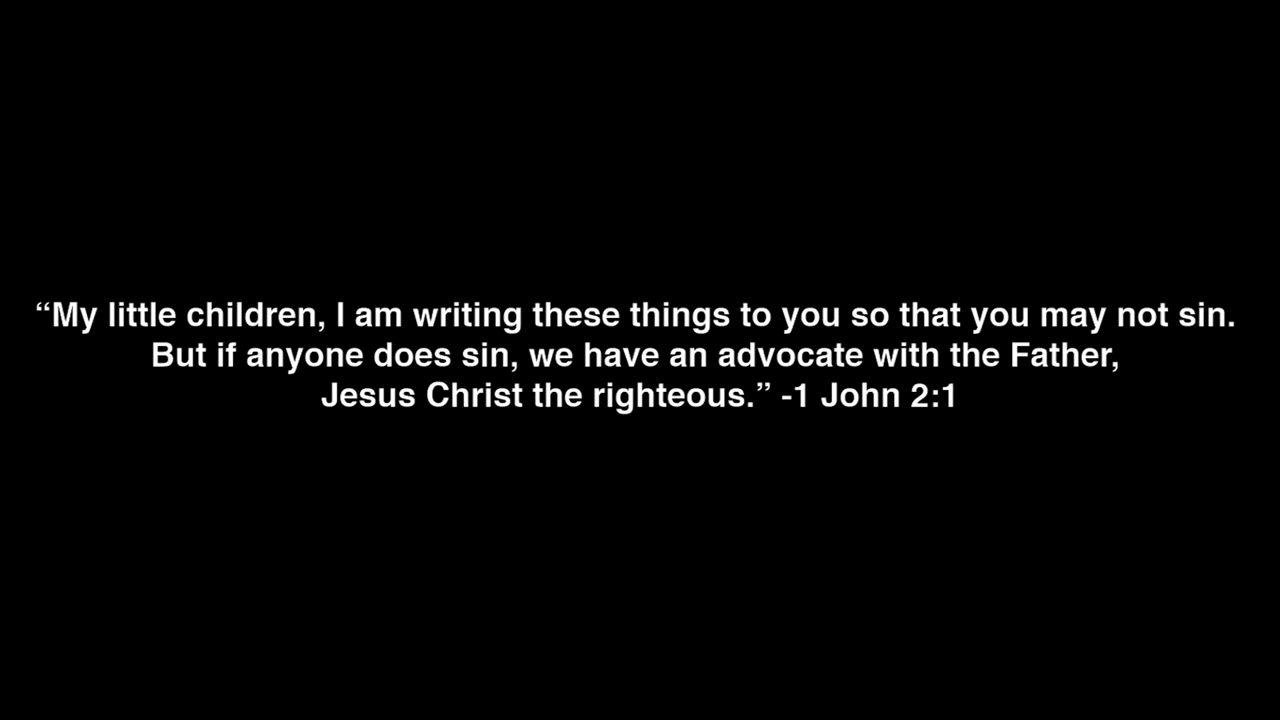 “My little children, I am writing these things to you so that you may not sin.
But if anyone does sin, we have an advocate with the Father,
Jesus Christ the righteous.” -1 John 2:1